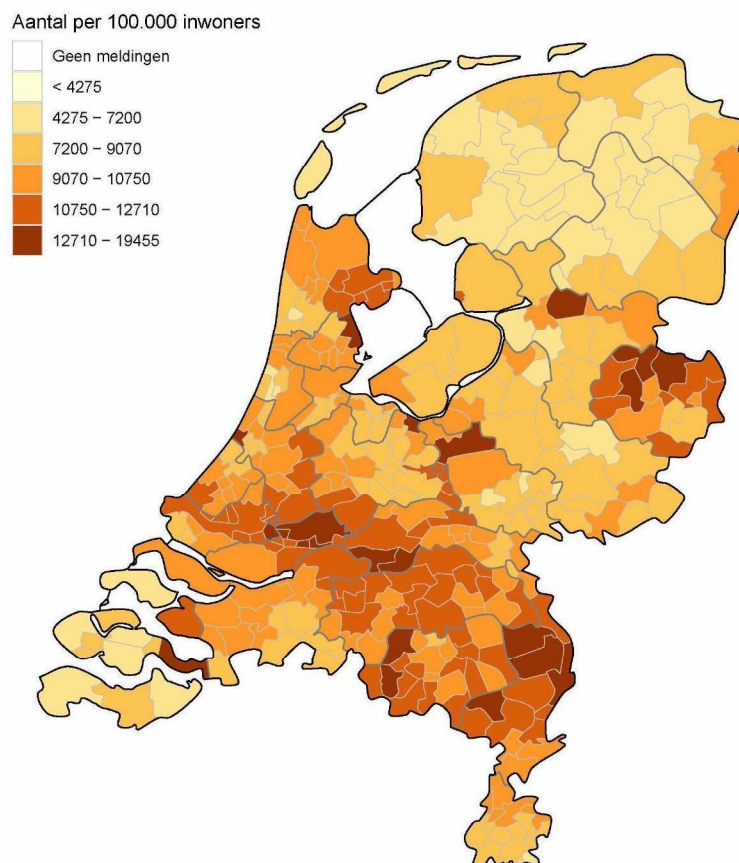 Aantal per 100.000 inwoners
Geen meldingen
< 4275
4275 – 7200
7200 – 9070
9070 – 10750
10750 – 12710
12710 – 19455